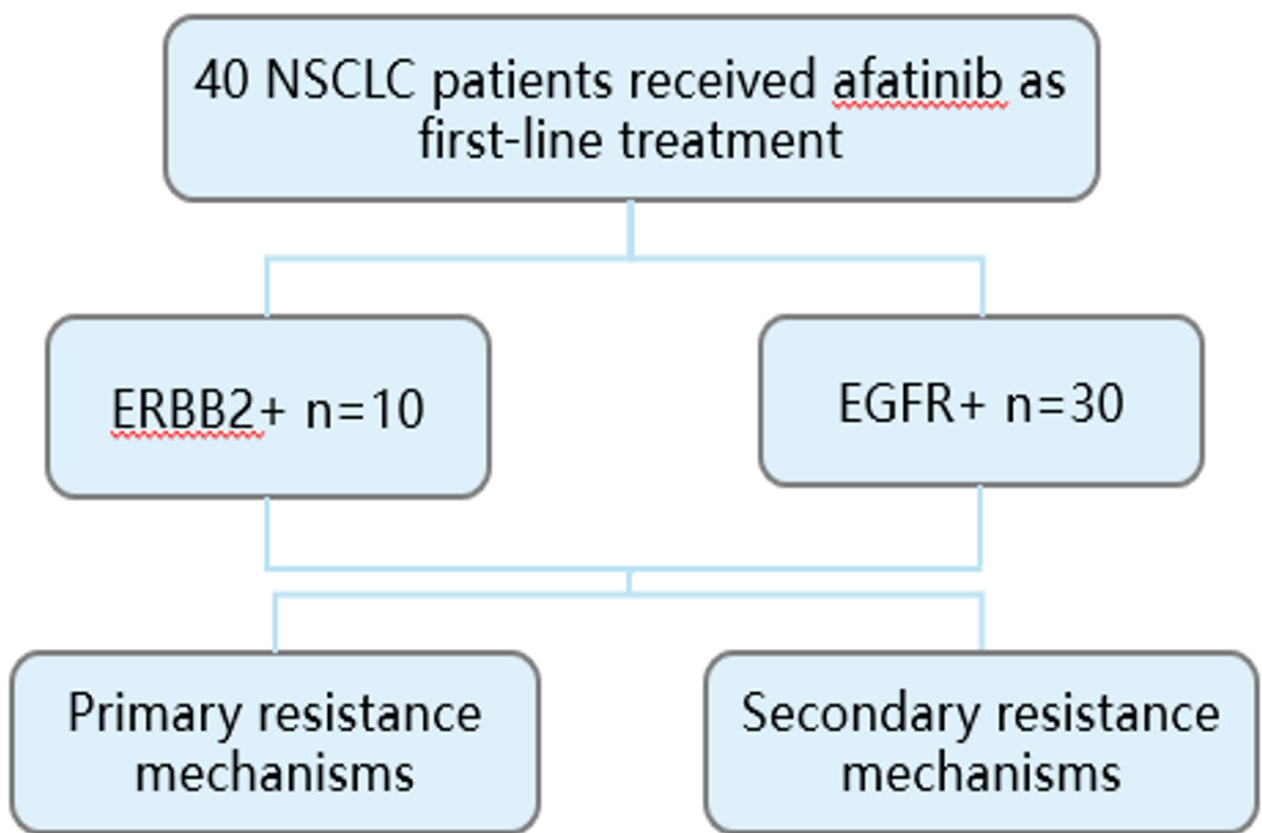 40 NSCLC patients received afatinib as
first-line treatment
ERBB2+ n=10
EGFR+ n=30
Primary resistance
mechanisms
Secondary resistance
mechanisms